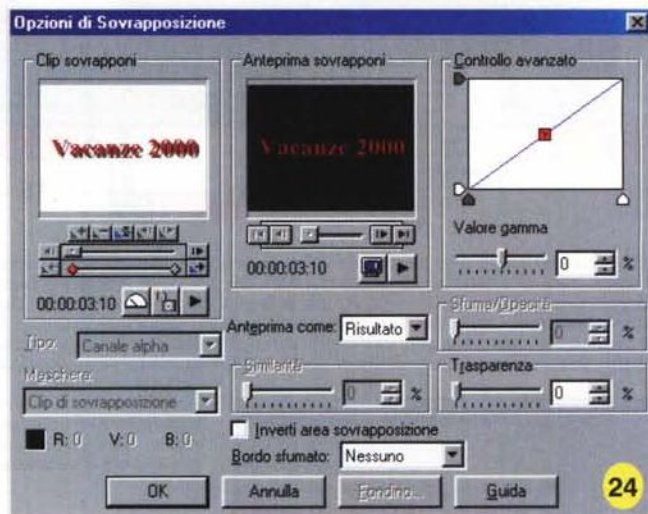 Opzioni di Sovrapposizione
Clip sovrapponi
Vacanze 2000
00:00:03:10
Tipo: Canale alpha
Maschera:
Clip di sovrapposizione
R: 0 V: 0 B: 0
Anteprima sovrapponi
Vacanze 2000
00:00:03:10
Anteprima come: Risultato
Similarità
0 %
Inverti area sovrapposizione
Bordo sfumato: Nessuno
Controllo avanzato
Valore gamma
0 %
Sfuma/Opacità
0 %
Trasparenza
0 %
OK Annulla Fondino... Guida
24